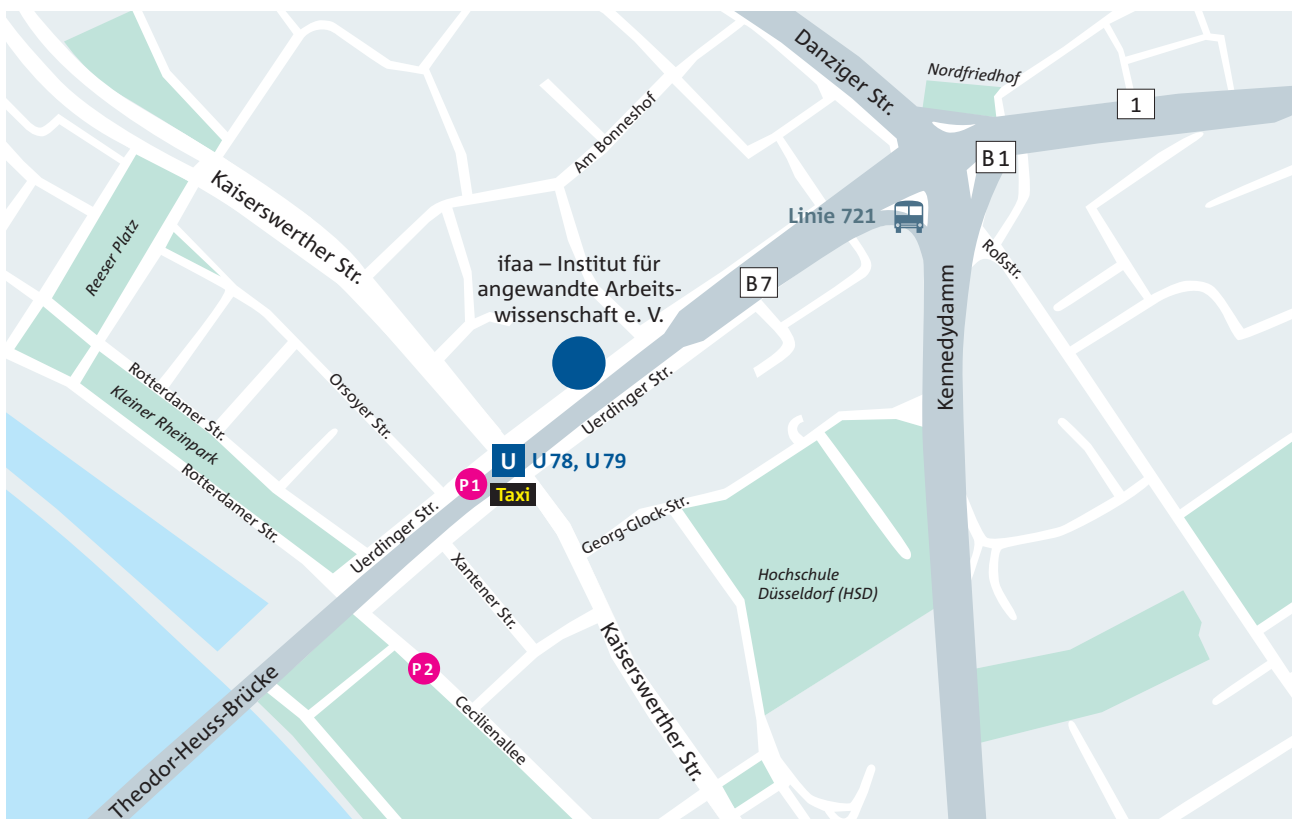 Danziger Str.
Nordfriedhof
1
B 1
Am Bonneshof
Kaiserswerther Str.
Reeser Platz
Linie 721
Roßstr.
ifaa – Institut für
angewandte Arbeits-
wissenschaft e. V.
B 7
Kennedydamm
Rotterdamer Str.
Kleiner Rheinpark
Orsoyer Str.
Uerdinger Str.
U
U 78, U 79
P 1
Taxi
Rotterdamer Str.
Uerdinger Str.
Georg-Glock-Str.
Xantener Str.
Hochschule
Düsseldorf (HSD)
Kaiserswerther Str.
P 2
Cecilienallee
Theodor-Heuss-Brücke